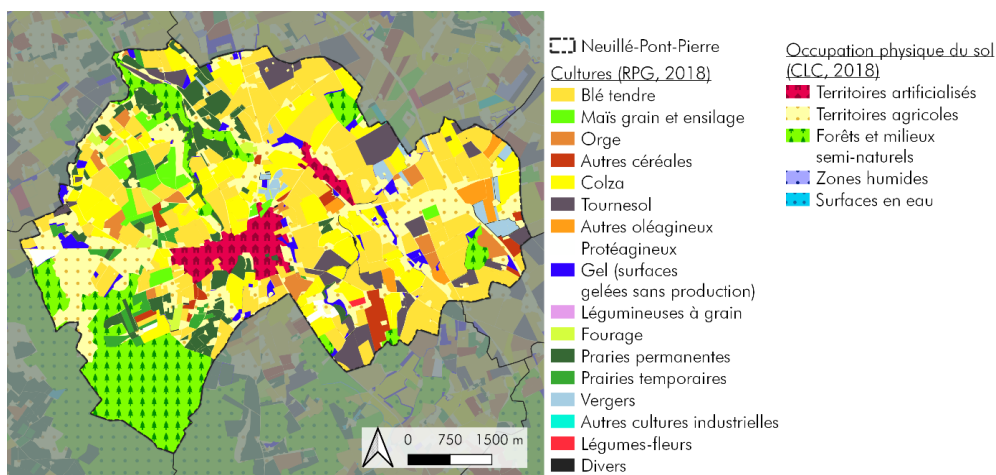 Neuillé-Pont-Pierre
Cultures (RPG, 2018)
Blé tendre
Maïs grain et ensilage
Orge
Autres céréales
Colza
Tournesol
Autres oléagineux
Protéagineux
Gel (surfaces
gelées sans production)
Légumineuses à grain
Fourage
Praries permanentes
Prairies temporaires
Vergers
Autres cultures industrielles
Légumes-fleurs
Divers
Occupation physique du sol
(CLC, 2018)
Territoires artificialisés
Territoires agricoles
Forêts et milieux
semi-naturels
Zones humides
Surfaces en eau
0 750 1500 m